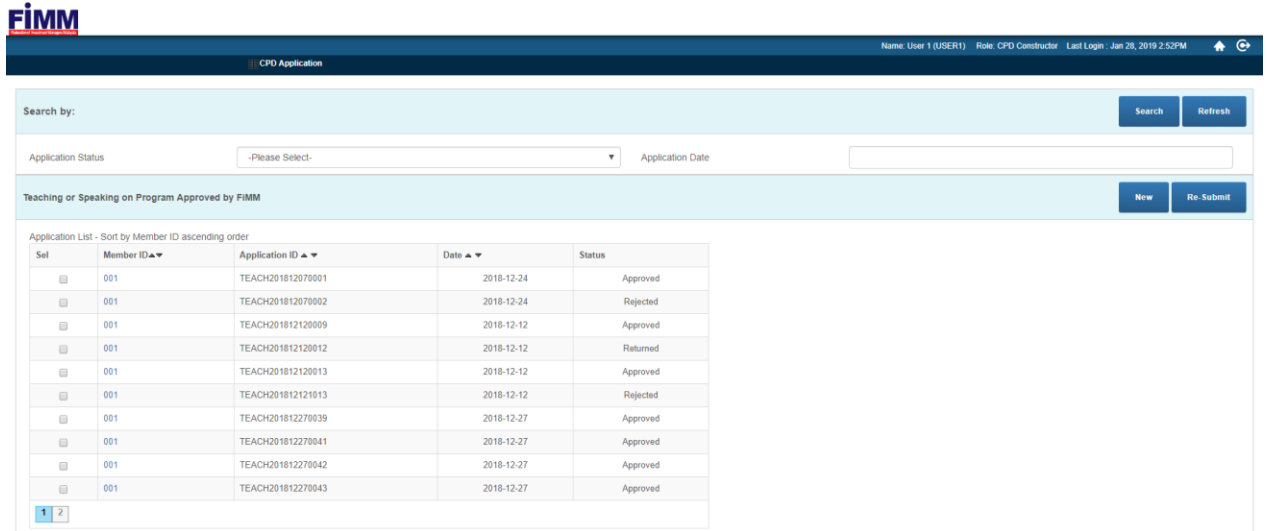 FiMM
Name: User 1 (USER1) Role: CPD Constructor Last Login : Jan 28, 2019 2:52PM
CPD Application
Search by: Search Refresh
Application Status -Please Select- Application Date
Teaching or Speaking on Program Approved by FiMM New Re-Submit
Application List - Sort by Member ID ascending order
Sel Member ID▲▼ Application ID ▲ ▼ Date ▲ ▼ Status
001 TEACH201812070001 2018-12-24 Approved
001 TEACH201812070002 2018-12-24 Rejected
001 TEACH201812120009 2018-12-12 Approved
001 TEACH201812120012 2018-12-12 Returned
001 TEACH201812120013 2018-12-12 Approved
001 TEACH201812121013 2018-12-12 Rejected
001 TEACH201812270039 2018-12-27 Approved
001 TEACH201812270041 2018-12-27 Approved
001 TEACH201812270042 2018-12-27 Approved
001 TEACH201812270043 2018-12-27 Approved
1 2